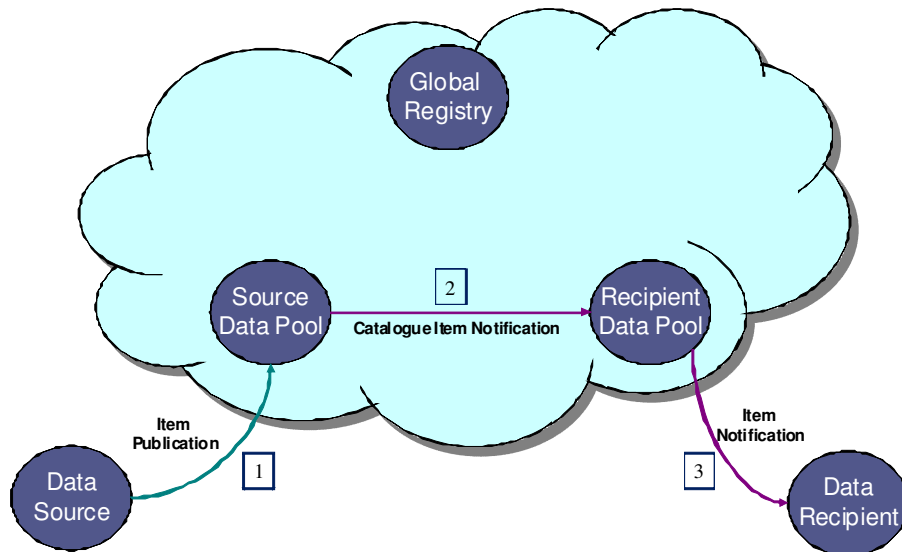 Global
Registry
Source
Data Pool
2
Catalogue Item Notification
Recipient
Data Pool
Item
Publication
1
Item
Notification
3
Data
Source
Data
Recipient